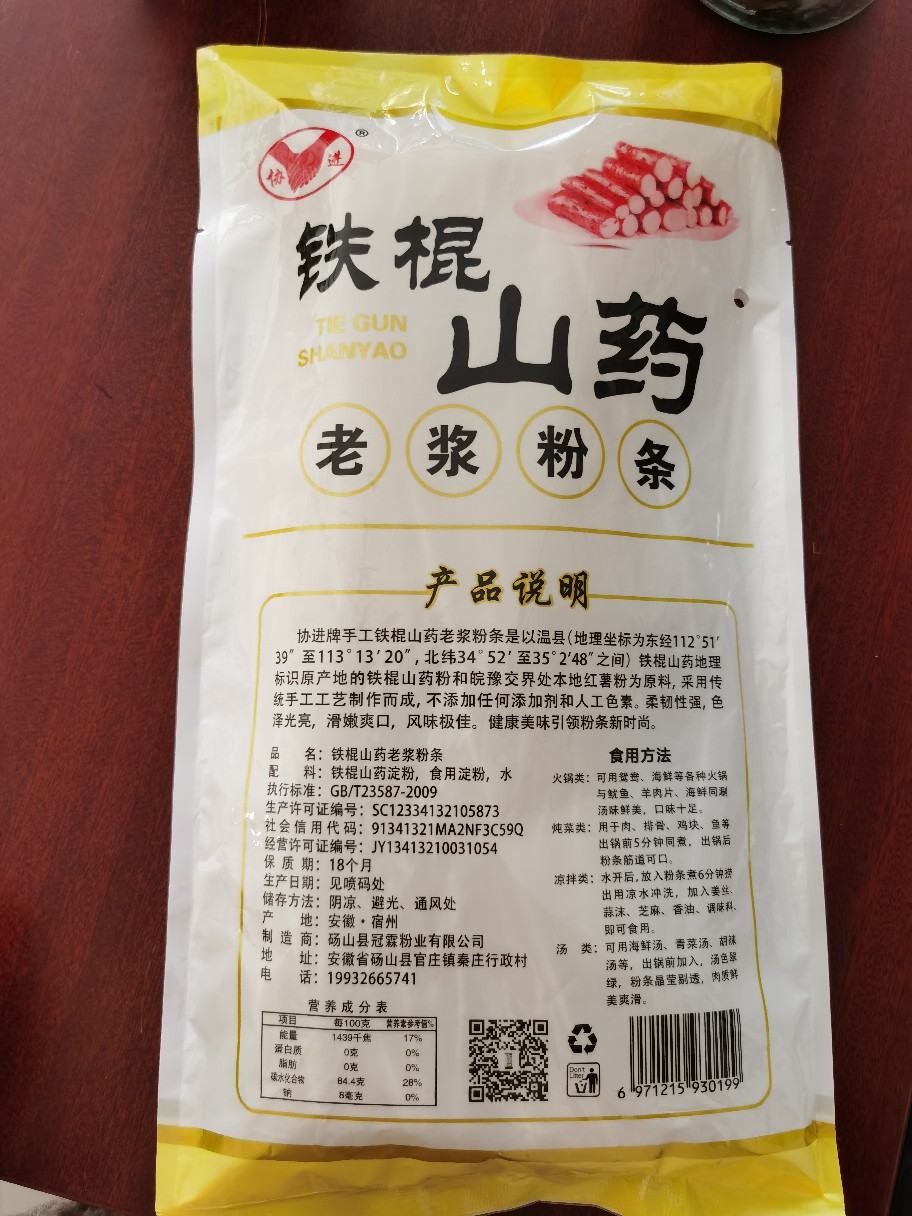 协进®
铁棍
山药
TIE GUN
SHANYAO
老浆粉条
产品说明
协进牌手工铁棍山药老浆粉条是以温县(地理坐标为东经112°51′
39″至113°13′20″,北纬34°52′至35°2′48″之间)铁棍山药地理
标识原产地的铁棍山药粉和皖豫交界处本地红薯粉为原料,采用传
统手工工艺制作而成,不添加任何添加剂和人工色素。柔韧性强,色
泽光亮,滑嫩爽口,风味极佳。健康美味引领粉条新时尚。
品 名:铁棍山药老浆粉条
配 料:铁棍山药淀粉,食用淀粉,水
执行标准:GB/T23587-2009
生产许可证编号:SC12334132105873
社会信用代码:91341321MA2NF3C59Q
经营许可证编号:JY13413210031054
保 质 期:18个月
生产日期:见喷码处
储存方法:阴凉、避光、通风处
产 地:安徽·宿州
制 造 商:砀山县冠霖粉业有限公司
地 址:安徽省砀山县官庄镇秦庄行政村
电 话:19932665741
食用方法
火锅类:可用鸳鸯、海鲜等各种火锅
与鱿鱼、羊肉片、海鲜同涮
汤味鲜美,口味十足。
炖菜类:用于肉、排骨、鸡块、鱼等
出锅前5分钟同煮,出锅后
粉条筋道可口。
凉拌类:水开后,放入粉条煮6分钟捞
出用凉水冲洗,加入姜丝、
蒜沫、芝麻、香油、调味料、
即可食用。
汤 类:可用海鲜汤、青菜汤、胡辣
汤等,出锅前加入,汤色翠
绿,粉条晶莹剔透,肉质鲜
美爽滑。
营养成分表
项目 每100克 营养素参考值%
能量 1439千焦 17%
蛋白质 0克 0%
脂肪 0克 0%
碳水化合物 84.4克 28%
钠 8毫克 0%
Don't
Litter
6 971215 930199